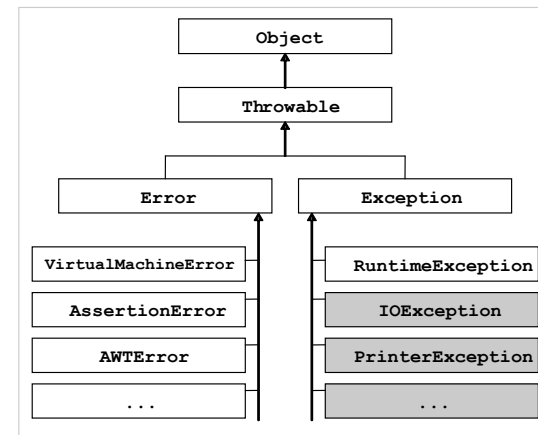 Object
Throwable
Error
Exception
VirtualMachineError
RuntimeException
AssertionError
IOException
AWTError
PrinterException
...
...